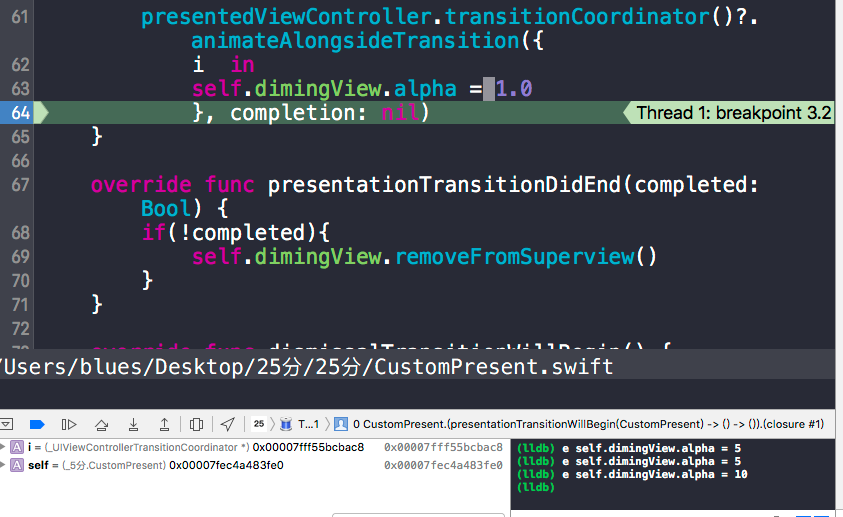 61 presentedViewController.transitionCoordinator()?.
animateAlongsideTransition({
62 i in
63 self.dimingView.alpha = 1.0
64 }, completion: nil) Thread 1: breakpoint 3.2
65 }
66
67 override func presentationTransitionDidEnd(completed:
Bool) {
68 if(!completed){
69 self.dimingView.removeFromSuperview()
70 }
71 }
72
override func dismissalTransitionWillBegin() {
/Users/blues/Desktop/25分/25分/CustomPresent.swift
25 T...1 0 CustomPresent.(presentationTransitionWillBegin(CustomPresent) -> () -> ()).(closure #1)
A i = (_UIViewControllerTransitionCoordinator *) 0x00007fff55bcbac8 0x00007fff55bcbac8
A self = (_5分.CustomPresent) 0x00007fec4a483fe0 0x00007fec4a483fe0
(lldb) e self.dimingView.alpha = 5
(lldb) e self.dimingView.alpha = 5
(lldb) e self.dimingView.alpha = 10
(lldb)